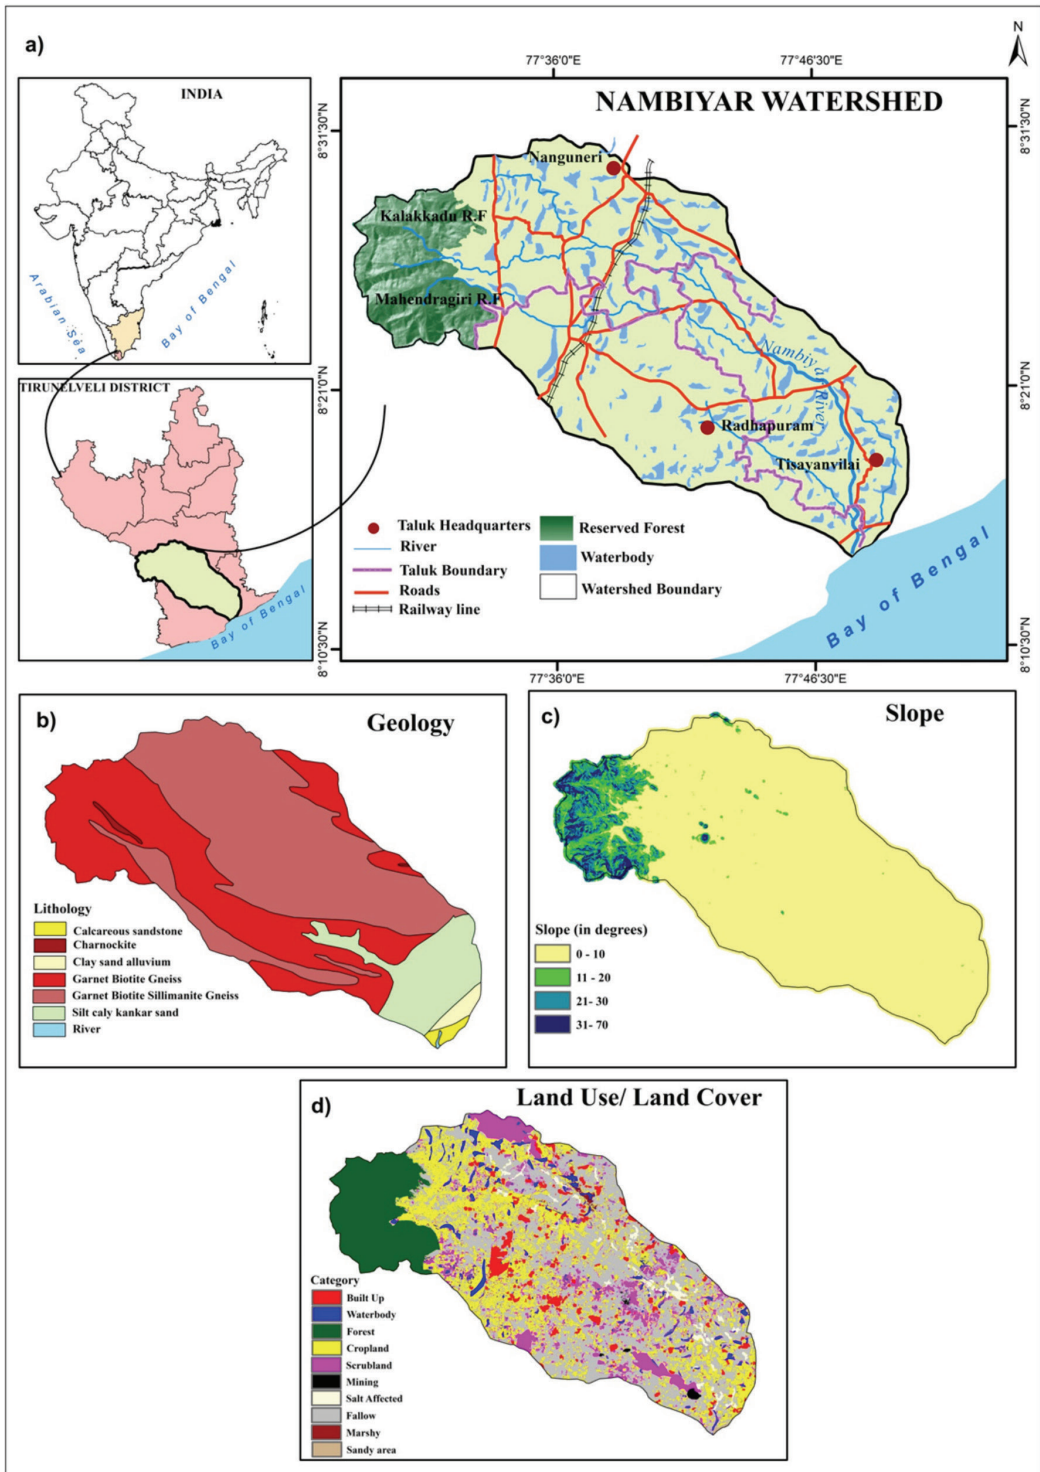 a)
N
77°36'0"E
77°46'30"E
INDIA
Arabian Sea
Bay of Bengal
TIRUNELVELI DISTRICT
Bay of Bengal
NAMBIYAR WATERSHED
8°31'30"N
8°31'30"N
8°21'0"N
8°21'0"N
8°10'30"N
8°10'30"N
Nanguneri
Kalakkadu R.F
Mahendragiri R.F
Nambiyar River
Radhapuram
Tisayanvilai
Bay of Bengal
Taluk Headquarters
River
Taluk Boundary
Roads
Railway line
Reserved Forest
Waterbody
Watershed Boundary
77°36'0"E
77°46'30"E
b)
Geology
Lithology
Calcareous sandstone
Charnockite
Clay sand alluvium
Garnet Biotite Gneiss
Garnet Biotite Sillimanite Gneiss
Silt caly kankar sand
River
c)
Slope
Slope (in degrees)
0 - 10
11 - 20
21- 30
31- 70
d)
Land Use/ Land Cover
Category
Built Up
Waterbody
Forest
Cropland
Scrubland
Mining
Salt Affected
Fallow
Marshy
Sandy area